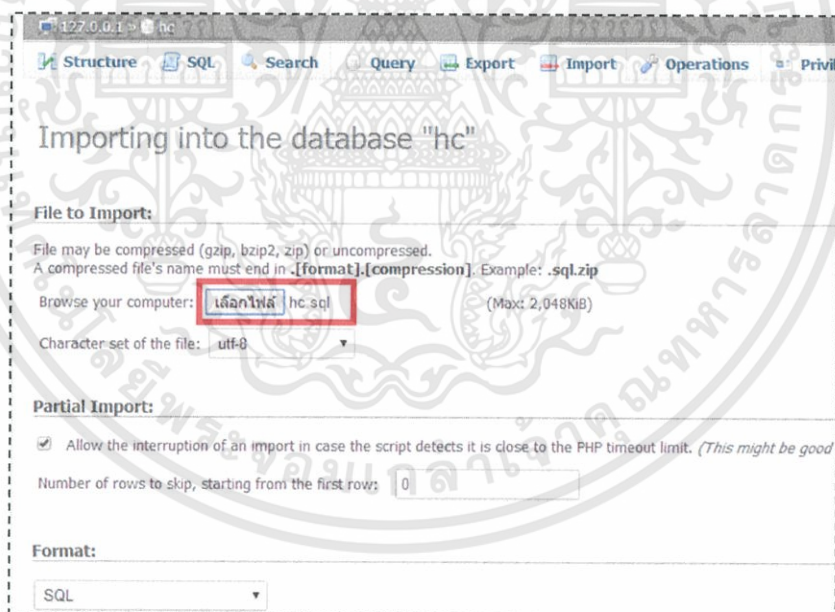 127.0.0.1 » hc
Structure SQL Search Query Export Import Operations Privil
Importing into the database "hc"
File to Import:
File may be compressed (gzip, bzip2, zip) or uncompressed.
A compressed file's name must end in .[format].[compression]. Example: .sql.zip
Browse your computer: เลือกไฟล์ hc.sql (Max: 2,048KiB)
Character set of the file: utf-8
Partial Import:
Allow the interruption of an import in case the script detects it is close to the PHP timeout limit. (This might be good
Number of rows to skip, starting from the first row: 0
Format:
SQL